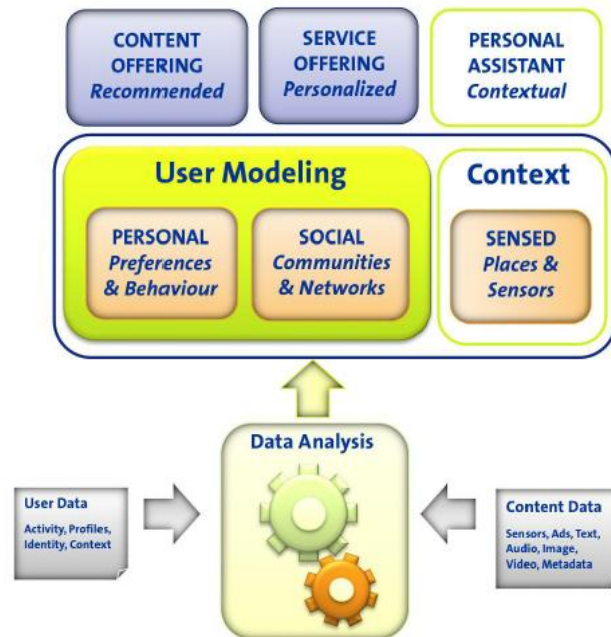 CONTENT
OFFERING
Recommended
SERVICE
OFFERING
Personalized
PERSONAL
ASSISTANT
Contextual
User Modeling
PERSONAL
Preferences
& Behaviour
SOCIAL
Communities
& Networks
Context
SENSED
Places &
Sensors
Data Analysis
User Data
Activity, Profiles,
Identity, Context
Content Data
Sensors, Ads, Text,
Audio, Image,
Video, Metadata